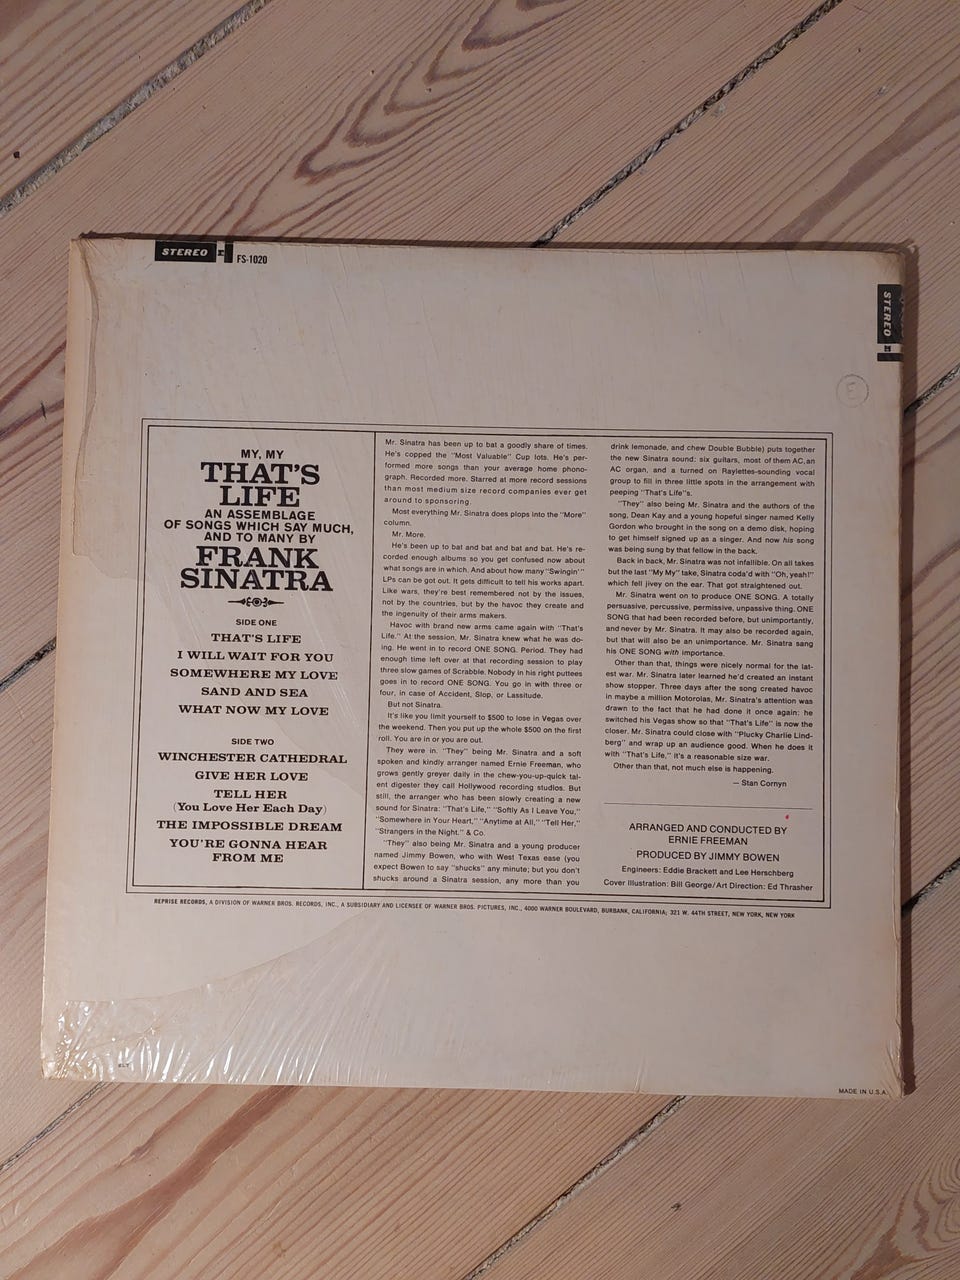 STEREO
FS-1020
STEREO
E
MY, MY
THAT'S
LIFE
AN ASSEMBLAGE
OF SONGS WHICH SAY MUCH,
AND TO MANY BY
FRANK
SINATRA
SIDE ONE
THAT'S LIFE
I WILL WAIT FOR YOU
SOMEWHERE MY LOVE
SAND AND SEA
WHAT NOW MY LOVE
SIDE TWO
WINCHESTER CATHEDRAL
GIVE HER LOVE
TELL HER
(You Love Her Each Day)
THE IMPOSSIBLE DREAM
YOU'RE GONNA HEAR
FROM ME
Mr. Sinatra has been up to bat a goodly share of times.
He's copped the "Most Valuable" Cup lots. He's per-
formed more songs than your average home phono-
graph. Recorded more. Starred at more record sessions
than most medium size record companies ever get
around to sponsoring.
Most everything Mr. Sinatra does plops into the "More"
column.
Mr. More.
He's been up to bat and bat and bat and bat. He's re-
corded enough albums so you get confused now about
what songs are in which. And about how many "Swingin'"
LPs can be got out. It gets difficult to tell his works apart.
Like wars, they're best remembered not by the issues,
not by the countries, but by the havoc they create and
the ingenuity of their arms makers.
Havoc with brand new arms came again with "That's
Life." At the session, Mr. Sinatra knew what he was do-
ing. He went in to record ONE SONG. Period. They had
enough time left over at that recording session to play
three slow games of Scrabble. Nobody in his right puttees
goes in to record ONE SONG. You go in with three or
four, in case of Accident, Slop, or Lassitude.
But not Sinatra.
It's like you limit yourself to $500 to lose in Vegas over
the weekend. Then you put up the whole $500 on the first
roll. You are in or you are out.
They were in. "They" being Mr. Sinatra and a soft
spoken and kindly arranger named Ernie Freeman, who
grows gently greyer daily in the chew-you-up-quick tal-
ent digester they call Hollywood recording studios. But
still, the arranger who has been slowly creating a new
sound for Sinatra: "That's Life," "Softly As I Leave You,"
"Somewhere in Your Heart," "Anytime at All," "Tell Her,"
"Strangers in the Night." & Co.
"They" also being Mr. Sinatra and a young producer
named Jimmy Bowen, who with West Texas ease (you
expect Bowen to say "shucks" any minute; but you don't
shucks around a Sinatra session, any more than you
drink lemonade, and chew Double Bubble) puts together
the new Sinatra sound: six guitars, most of them AC, an
AC organ, and a turned on Raylettes-sounding vocal
group to fill in three little spots in the arrangement with
peeping "That's Life"s.
"They" also being Mr. Sinatra and the authors of the
song, Dean Kay and a young hopeful singer named Kelly
Gordon who brought in the song on a demo disk, hoping
to get himself signed up as a singer. And now his song
was being sung by that fellow in the back.
Back in back, Mr. Sinatra was not infallible. On all takes
but the last "My My" take, Sinatra coda'd with "Oh, yeah!"
which fell jivey on the ear. That got straightened out.
Mr. Sinatra went on to produce ONE SONG. A totally
persuasive, percussive, permissive, unpassive thing. ONE
SONG that had been recorded before, but unimportantly,
and never by Mr. Sinatra. It may also be recorded again,
but that will also be an unimportance. Mr. Sinatra sang
his ONE SONG with importance.
Other than that, things were nicely normal for the lat-
est war. Mr. Sinatra later learned he'd created an instant
show stopper. Three days after the song created havoc
in maybe a million Motorolas, Mr. Sinatra's attention was
drawn to the fact that he had done it once again: he
switched his Vegas show so that "That's Life" is now the
closer. Mr. Sinatra could close with "Plucky Charlie Lind-
berg" and wrap up an audience good. When he does it
with "That's Life," it's a reasonable size war.
Other than that, not much else is happening.
— Stan Cornyn
ARRANGED AND CONDUCTED BY
ERNIE FREEMAN
PRODUCED BY JIMMY BOWEN
Engineers: Eddie Brackett and Lee Herschberg
Cover Illustration: Bill George/Art Direction: Ed Thrasher
REPRISE RECORDS, A DIVISION OF WARNER BROS. RECORDS, INC., A SUBSIDIARY AND LICENSEE OF WARNER BROS. PICTURES, INC., 4000 WARNER BOULEVARD, BURBANK, CALIFORNIA; 321 W. 44TH STREET, NEW YORK, NEW YORK
MADE IN U.S.A.